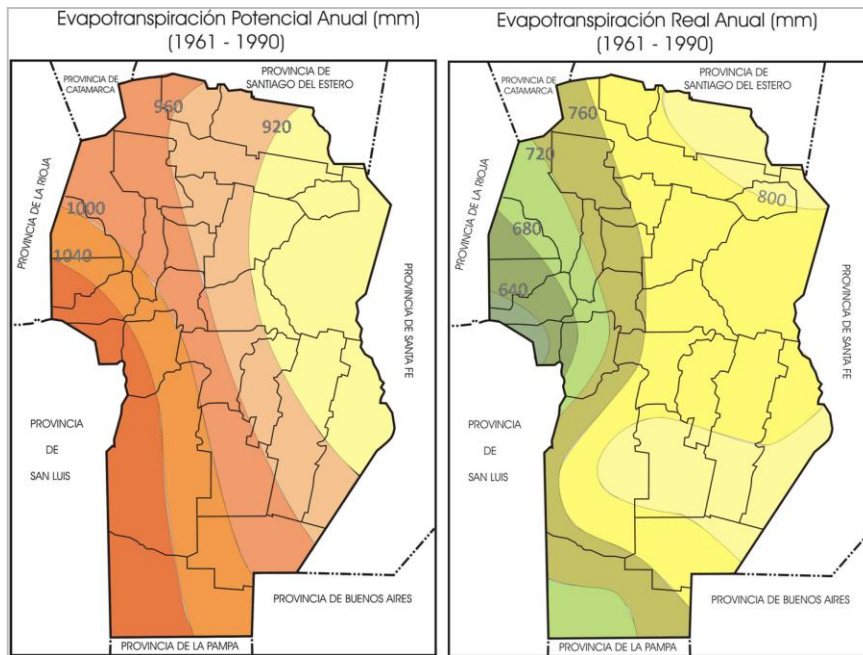 Evapotranspiración Potencial Anual (mm)
(1961 - 1990)
PROVINCIA DE
CATAMARCA
PROVINCIA DE
SANTIAGO DEL ESTERO
960
920
PROVINCIA DE LA RIOJA
1000
1040
PROVINCIA DE SANTA FE
PROVINCIA
DE
SAN LUIS
PROVINCIA DE BUENOS AIRES
PROVINCIA DE LA PAMPA
Evapotranspiración Real Anual (mm)
(1961 - 1990)
PROVINCIA DE
CATAMARCA
PROVINCIA DE
SANTIAGO DEL ESTERO
760
720
800
PROVINCIA DE LA RIOJA
680
640
PROVINCIA DE SANTA FE
PROVINCIA
DE
SAN LUIS
PROVINCIA DE BUENOS AIRES
PROVINCIA DE LA PAMPA